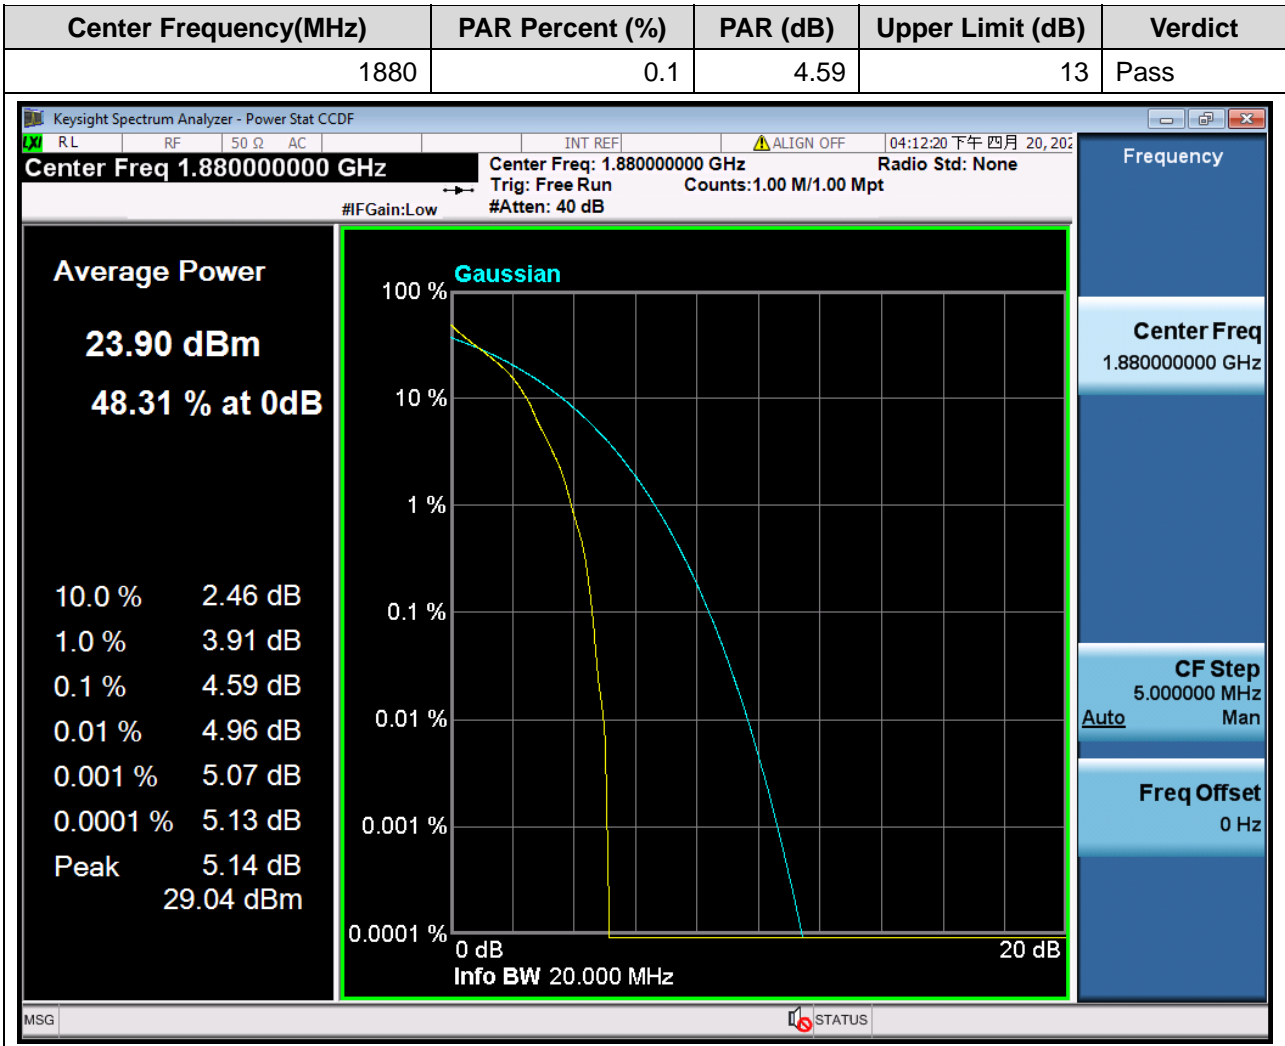 Center Frequency(MHz) PAR Percent (%) PAR (dB) Upper Limit (dB) Verdict
1880 0.1 4.59 13 Pass
Keysight Spectrum Analyzer - Power Stat CCDF
LXI RL RF 50 Ω AC INT REF ALIGN OFF 04:12:20 下午 四月 20, 202
Center Freq 1.880000000 GHz
Center Freq: 1.880000000 GHz Radio Std: None
Trig: Free Run Counts:1.00 M/1.00 Mpt
#IFGain:Low #Atten: 40 dB
Average Power
23.90 dBm
48.31 % at 0dB
10.0 % 2.46 dB
1.0 % 3.91 dB
0.1 % 4.59 dB
0.01 % 4.96 dB
0.001 % 5.07 dB
0.0001 % 5.13 dB
Peak 5.14 dB
29.04 dBm
Gaussian
100 %
10 %
1 %
0.1 %
0.01 %
0.001 %
0.0001 %
0 dB 20 dB
Info BW 20.000 MHz
Frequency
Center Freq
1.880000000 GHz
CF Step
5.000000 MHz
Auto Man
Freq Offset
0 Hz
MSG STATUS